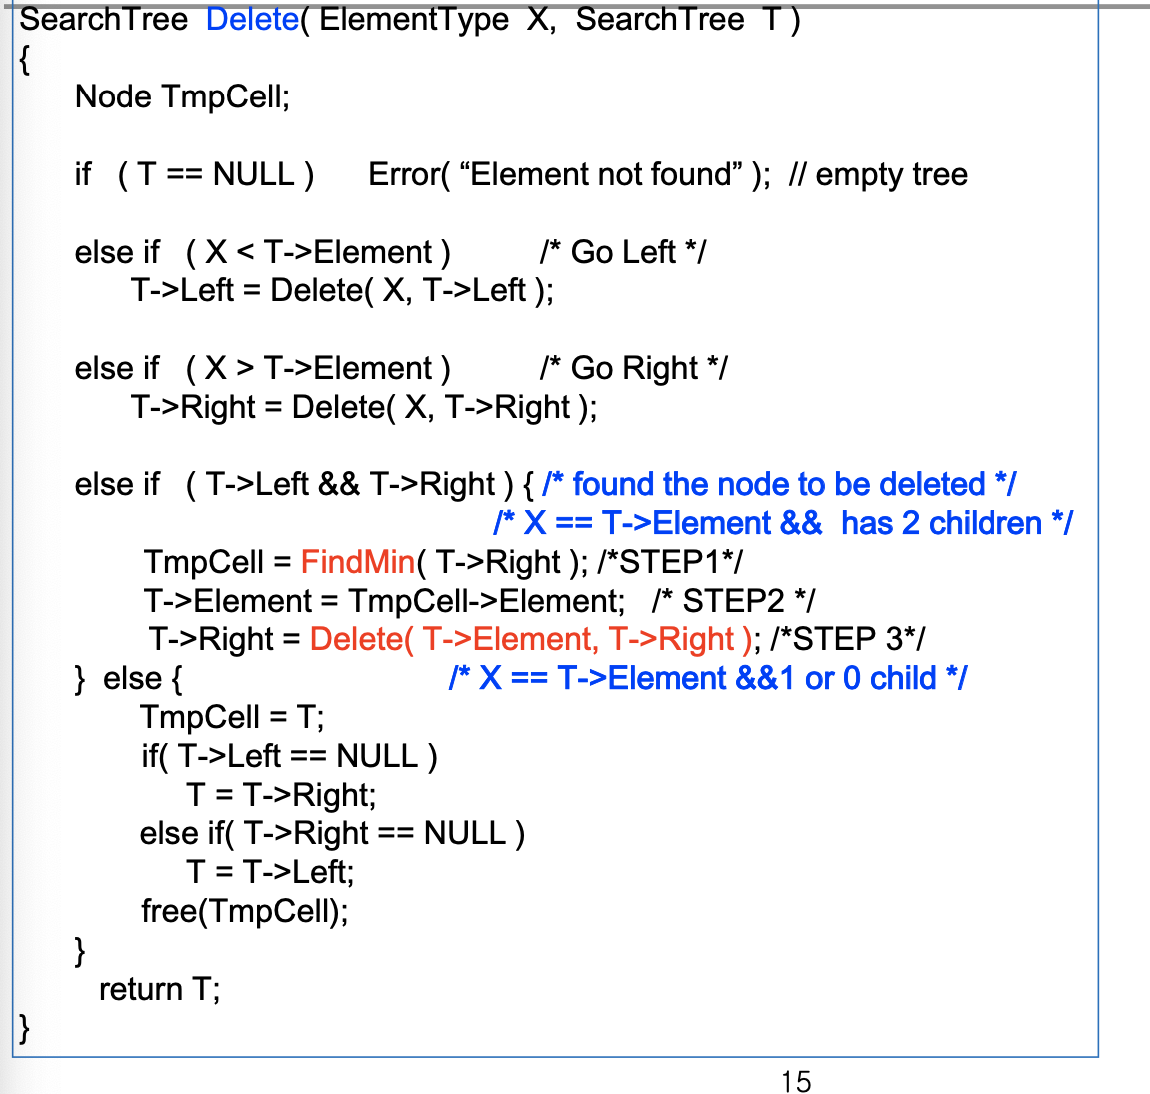 SearchTree Delete( ElementType X, SearchTree T )
{
Node TmpCell;
if ( T == NULL ) Error( “Element not found” ); // empty tree
else if ( X < T->Element ) /* Go Left */
T->Left = Delete( X, T->Left );
else if ( X > T->Element ) /* Go Right */
T->Right = Delete( X, T->Right );
else if ( T->Left && T->Right ) { /* found the node to be deleted */
/* X == T->Element && has 2 children */
TmpCell = FindMin( T->Right ); /*STEP1*/
T->Element = TmpCell->Element; /* STEP2 */
T->Right = Delete( T->Element, T->Right ); /*STEP 3*/
} else { /* X == T->Element &&1 or 0 child */
TmpCell = T;
if( T->Left == NULL )
T = T->Right;
else if( T->Right == NULL )
T = T->Left;
free(TmpCell);
}
return T;
}
15